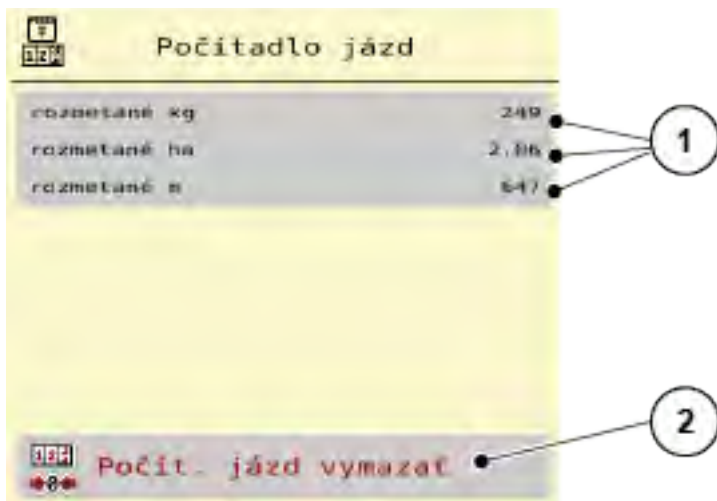 Počítadlo jázd
rozmetané kg 249
rozmetané ha 2.06
rozmetané m 647
1
Počít. jázd vymazať
2